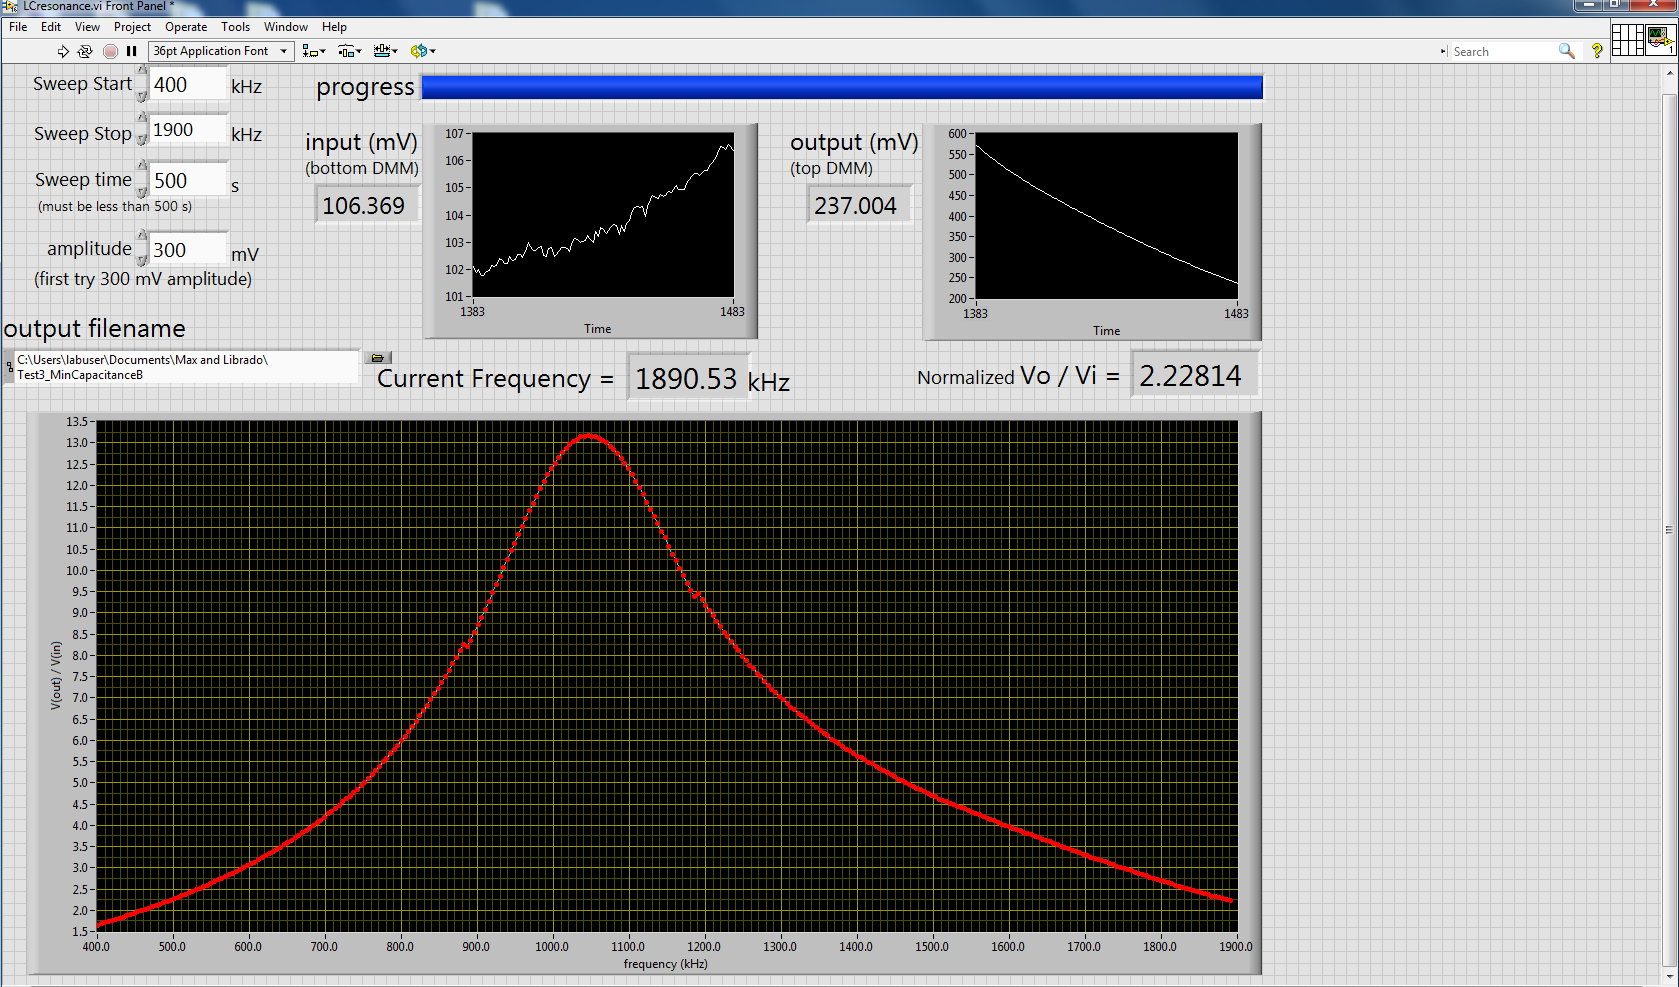 LCresonance.vi Front Panel *
File Edit View Project Operate Tools Window Help
36pt Application Font
Search
?
1
Sweep Start 400 kHz
progress
Sweep Stop 1900 kHz
input (mV)
(bottom DMM)
106.369
107
106
105
104
103
102
101
1383 1483
Time
output (mV)
(top DMM)
237.004
600
550
500
450
400
350
300
250
200
1383 1483
Time
Sweep time 500 s
(must be less than 500 s)
amplitude 300 mV
(first try 300 mV amplitude)
output filename
C:\Users\labuser\Documents\Max and Librado\
Test3_MinCapacitanceB
Current Frequency = 1890.53 kHz
Normalized Vo / Vi = 2.22814
V(out) / V(in)
13.5
13.0
12.5
12.0
11.5
11.0
10.5
10.0
9.5
9.0
8.5
8.0
7.5
7.0
6.5
6.0
5.5
5.0
4.5
4.0
3.5
3.0
2.5
2.0
1.5
400.0 500.0 600.0 700.0 800.0 900.0 1000.0 1100.0 1200.0 1300.0 1400.0 1500.0 1600.0 1700.0 1800.0 1900.0
frequency (kHz)